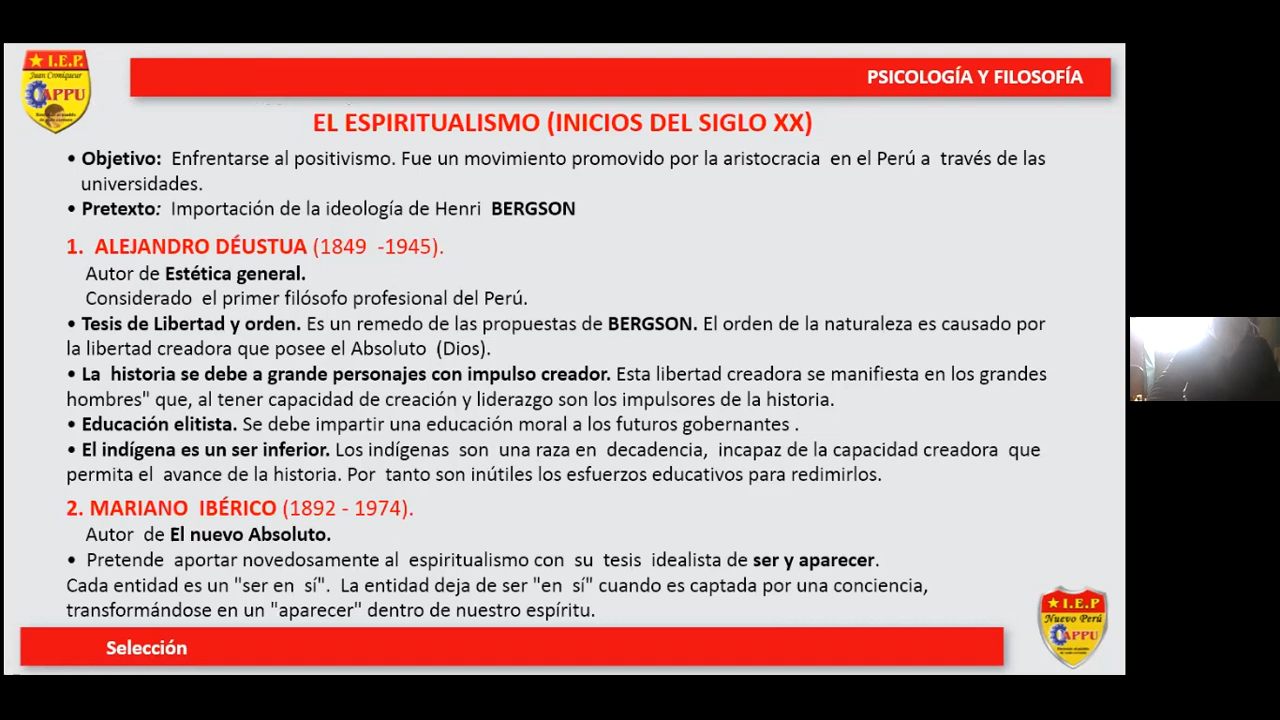 I.E.P.
Juan Croniqueur
CAPPU
PSICOLOGÍA Y FILOSOFÍA
EL ESPIRITUALISMO (INICIOS DEL SIGLO XX)
• Objetivo: Enfrentarse al positivismo. Fue un movimiento promovido por la aristocracia en el Perú a través de las
universidades.
• Pretexto: Importación de la ideología de Henri BERGSON
1. ALEJANDRO DÉUSTUA (1849 -1945).
Autor de Estética general.
Considerado el primer filósofo profesional del Perú.
• Tesis de Libertad y orden. Es un remedo de las propuestas de BERGSON. El orden de la naturaleza es causado por
la libertad creadora que posee el Absoluto (Dios).
• La historia se debe a grande personajes con impulso creador. Esta libertad creadora se manifiesta en los grandes
hombres" que, al tener capacidad de creación y liderazgo son los impulsores de la historia.
• Educación elitista. Se debe impartir una educación moral a los futuros gobernantes .
• El indígena es un ser inferior. Los indígenas son una raza en decadencia, incapaz de la capacidad creadora que
permita el avance de la historia. Por tanto son inútiles los esfuerzos educativos para redimirlos.
2. MARIANO IBÉRICO (1892 - 1974).
Autor de El nuevo Absoluto.
• Pretende aportar novedosamente al espiritualismo con su tesis idealista de ser y aparecer.
Cada entidad es un "ser en sí". La entidad deja de ser "en sí" cuando es captada por una conciencia,
transformándose en un "aparecer" dentro de nuestro espíritu.
Selección
I.E.P
Nuevo Perú
CAPPU